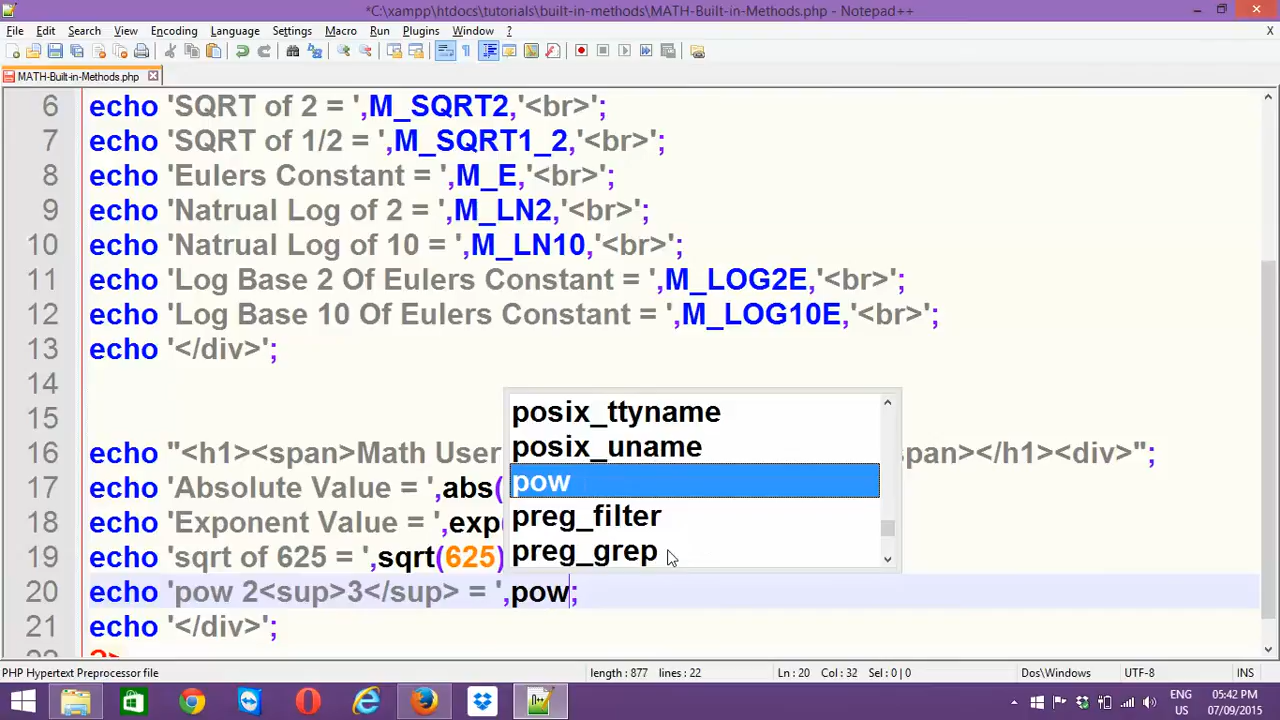 *C:\xampp\htdocs\tutorials\built-in-methods\MATH-Built-in-Methods.php - Notepad++
File Edit Search View Encoding Language Settings Macro Run Plugins Window ? X
MATH-Built-in-Methods.php
6 echo 'SQRT of 2 = ',M_SQRT2,'<br>';
7 echo 'SQRT of 1/2 = ',M_SQRT1_2,'<br>';
8 echo 'Eulers Constant = ',M_E,'<br>';
9 echo 'Natrual Log of 2 = ',M_LN2,'<br>';
10 echo 'Natrual Log of 10 = ',M_LN10,'<br>';
11 echo 'Log Base 2 Of Eulers Constant = ',M_LOG2E,'<br>';
12 echo 'Log Base 10 Of Eulers Constant = ',M_LOG10E,'<br>';
13 echo '</div>';
14
15
16 echo "<h1><span>Math User span></h1><div>";
17 echo 'Absolute Value = ',abs(
18 echo 'Exponent Value = ',exp
19 echo 'sqrt of 625 = ',sqrt(625)
20 echo 'pow 2<sup>3</sup> = ',pow;
21 echo '</div>';
?>
posix_ttyname
posix_uname
pow
preg_filter
preg_grep
PHP Hypertext Preprocessor file length : 877 lines : 22 Ln : 20 Col : 32 Sel : 0 | 0 Dos\Windows UTF-8 INS
ENG 05:42 PM
US 07/09/2015